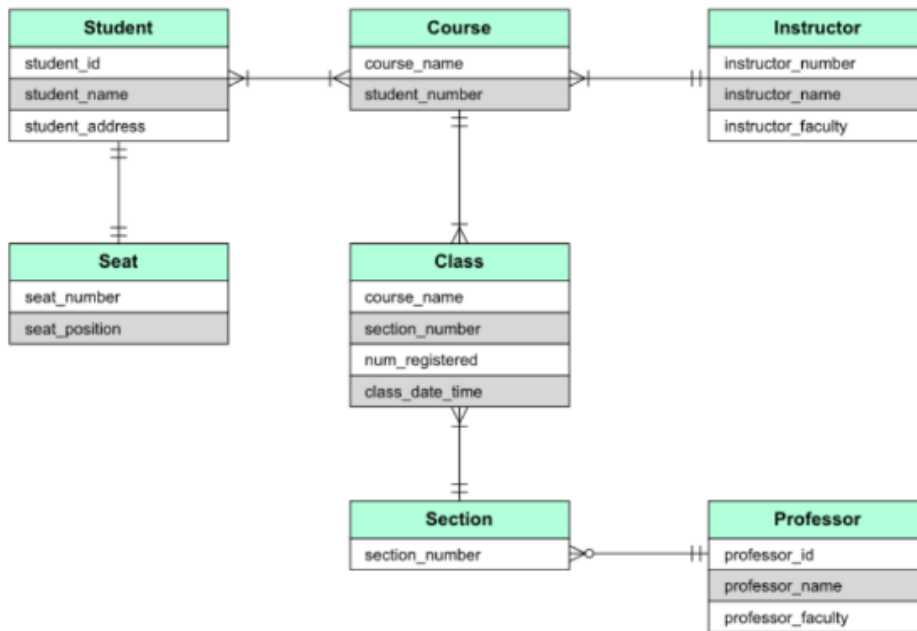 Student
student_id
student_name
student_address
Course
course_name
student_number
Instructor
instructor_number
instructor_name
instructor_faculty
Seat
seat_number
seat_position
Class
course_name
section_number
num_registered
class_date_time
Section
section_number
Professor
professor_id
professor_name
professor_faculty